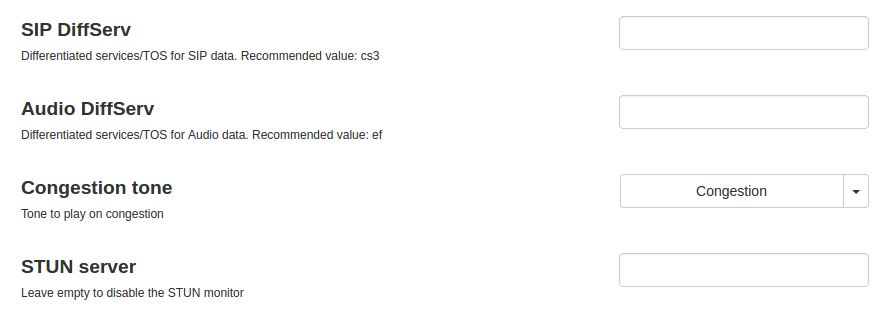 SIP DiffServ
Differentiated services/TOS for SIP data. Recommended value: cs3
Audio DiffServ
Differentiated services/TOS for Audio data. Recommended value: ef
Congestion tone
Congestion
Tone to play on congestion
STUN server
Leave empty to disable the STUN monitor